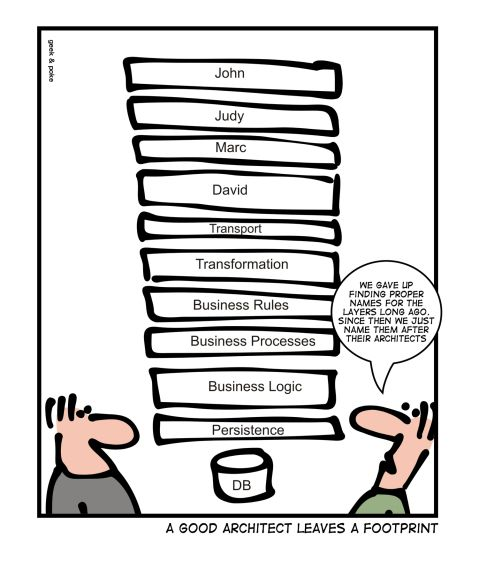 geek & poke
John
Judy
Marc
David
Transport
Transformation
Business Rules
Business Processes
Business Logic
Persistence
DB
WE GAVE UP
FINDING PROPER
NAMES FOR THE
LAYERS LONG AGO.
SINCE THEN WE JUST
NAME THEM AFTER
THEIR ARCHITECTS
A GOOD ARCHITECT LEAVES A FOOTPRINT